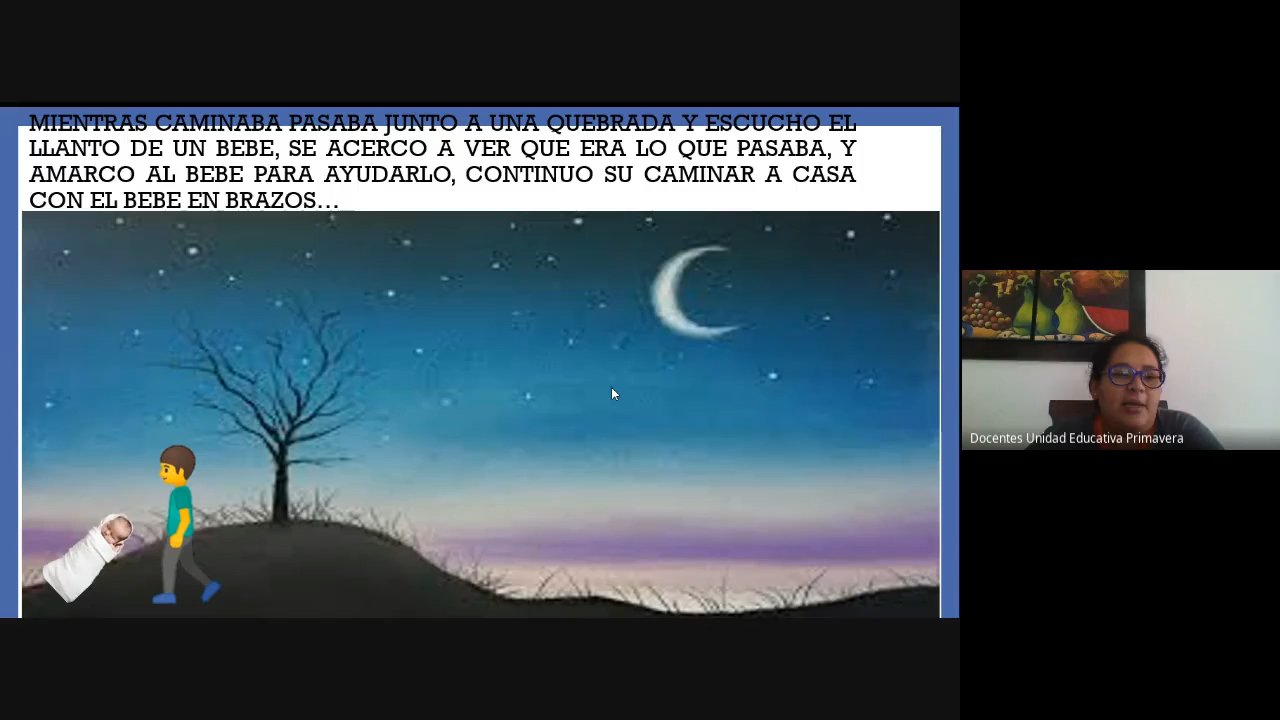 MIENTRAS CAMINABA PASABA JUNTO A UNA QUEBRADA Y ESCUCHO EL
LLANTO DE UN BEBE, SE ACERCO A VER QUE ERA LO QUE PASABA, Y
AMARCO AL BEBE PARA AYUDARLO, CONTINUO SU CAMINAR A CASA
CON EL BEBE EN BRAZOS...
Docentes Unidad Educativa Primavera